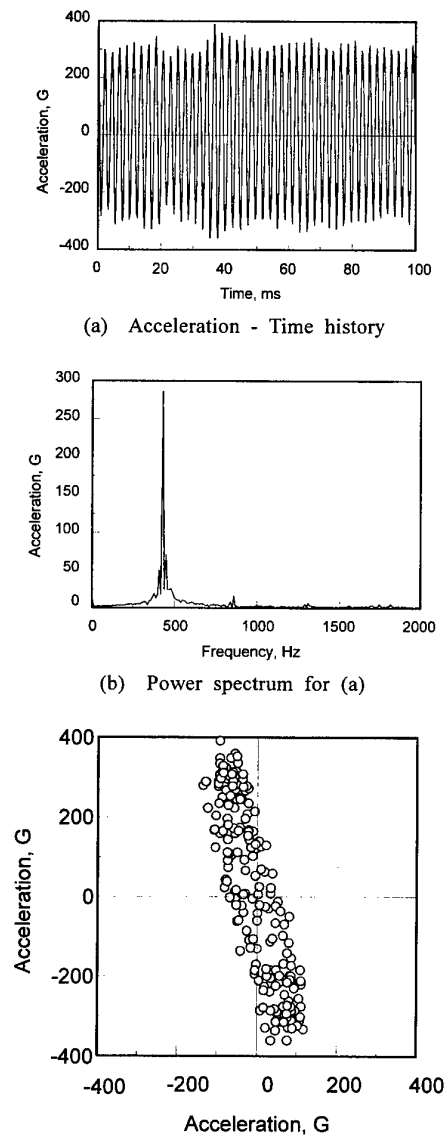 400
200
0
-200
-400
Acceleration, G
0 20 40 60 80 100
Time, ms
(a) Acceleration - Time history
300
250
200
150
100
50
0
Acceleration, G
0 500 1000 1500 2000
Frequency, Hz
(b) Power spectrum for (a)
400
200
0
-200
-400
Acceleration, G
-400 -200 0 200 400
Acceleration, G